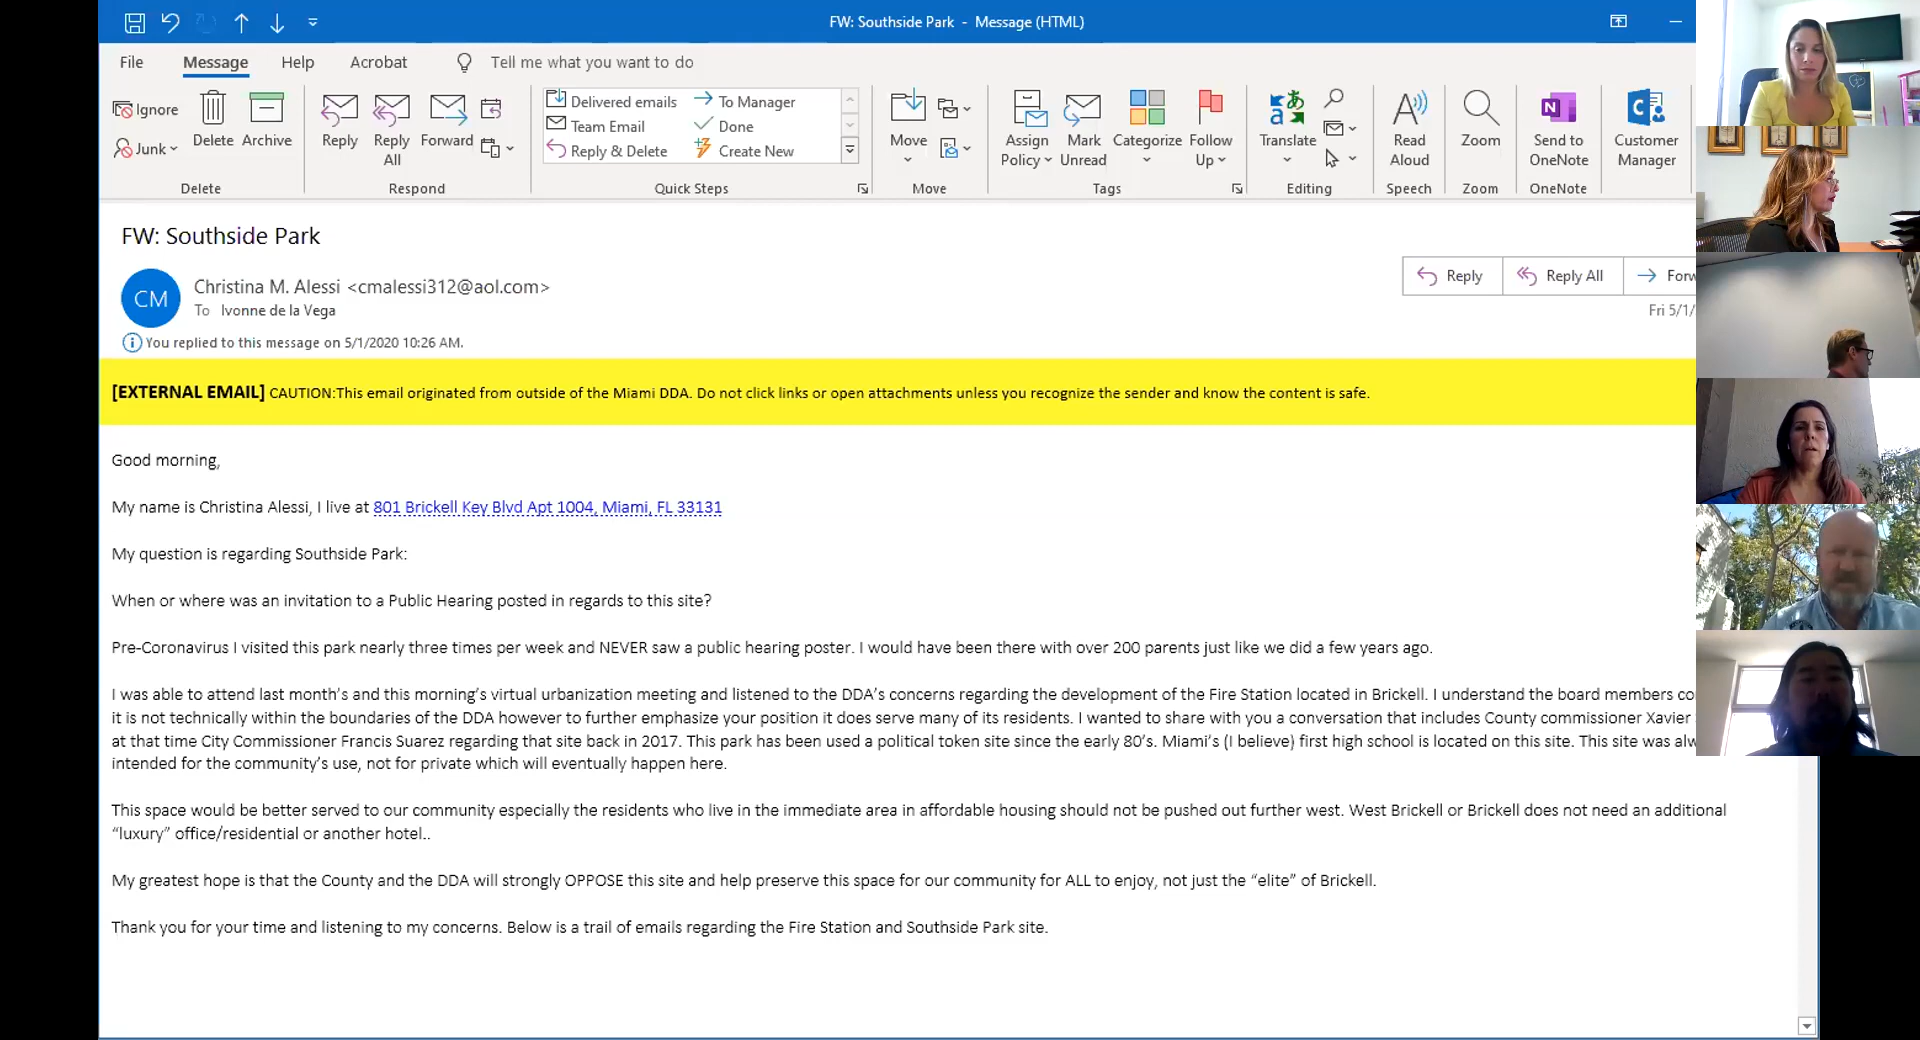 FW: Southside Park - Message (HTML)
File Message Help Acrobat Tell me what you want to do
Ignore
Junk
Delete
Archive
Delete
Reply
Reply All
Forward
Respond
Delivered emails
Team Email
Reply & Delete
To Manager
Done
Create New
Quick Steps
Move
Move
Assign Policy
Mark Unread
Categorize
Follow Up
Tags
Translate
Editing
Read Aloud
Speech
Zoom
Zoom
Send to OneNote
OneNote
Customer Manager
FW: Southside Park
CM
Christina M. Alessi <cmalessi312@aol.com>
To Ivonne de la Vega
Reply Reply All Forw
Fri 5/1/
You replied to this message on 5/1/2020 10:26 AM.
[EXTERNAL EMAIL] CAUTION:This email originated from outside of the Miami DDA. Do not click links or open attachments unless you recognize the sender and know the content is safe.
Good morning,
My name is Christina Alessi, I live at 801 Brickell Key Blvd Apt 1004, Miami, FL 33131
My question is regarding Southside Park:
When or where was an invitation to a Public Hearing posted in regards to this site?
Pre-Coronavirus I visited this park nearly three times per week and NEVER saw a public hearing poster. I would have been there with over 200 parents just like we did a few years ago.
I was able to attend last month's and this morning's virtual urbanization meeting and listened to the DDA's concerns regarding the development of the Fire Station located in Brickell. I understand the board members co
it is not technically within the boundaries of the DDA however to further emphasize your position it does serve many of its residents. I wanted to share with you a conversation that includes County commissioner Xavier
at that time City Commissioner Francis Suarez regarding that site back in 2017. This park has been used a political token site since the early 80's. Miami's (I believe) first high school is located on this site. This site was alw
intended for the community's use, not for private which will eventually happen here.
This space would be better served to our community especially the residents who live in the immediate area in affordable housing should not be pushed out further west. West Brickell or Brickell does not need an additional
“luxury” office/residential or another hotel..
My greatest hope is that the County and the DDA will strongly OPPOSE this site and help preserve this space for our community for ALL to enjoy, not just the “elite” of Brickell.
Thank you for your time and listening to my concerns. Below is a trail of emails regarding the Fire Station and Southside Park site.